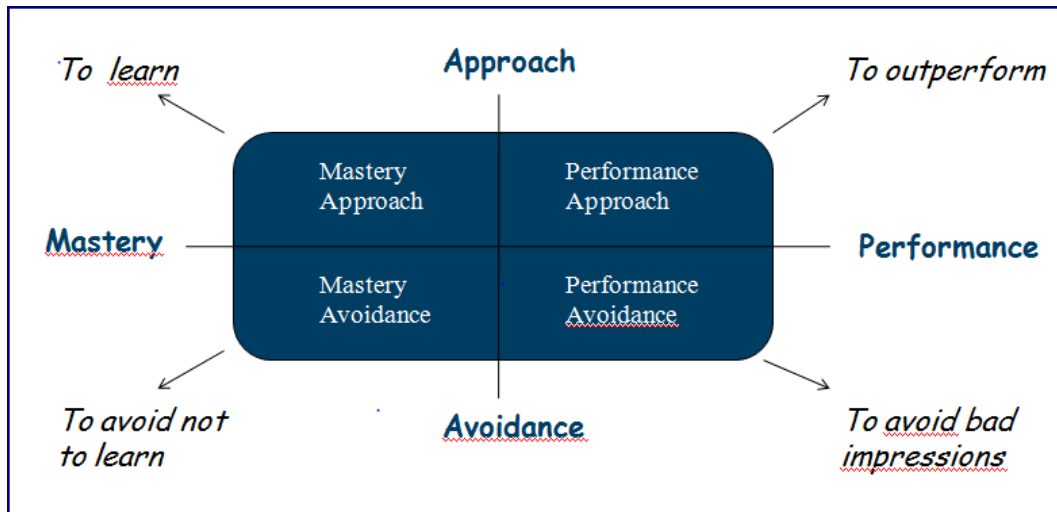 To learn
Approach
To outperform
Mastery
Approach
Performance
Approach
Mastery
Performance
Mastery
Avoidance
Performance
Avoidance
To avoid not
to learn
Avoidance
To avoid bad
impressions